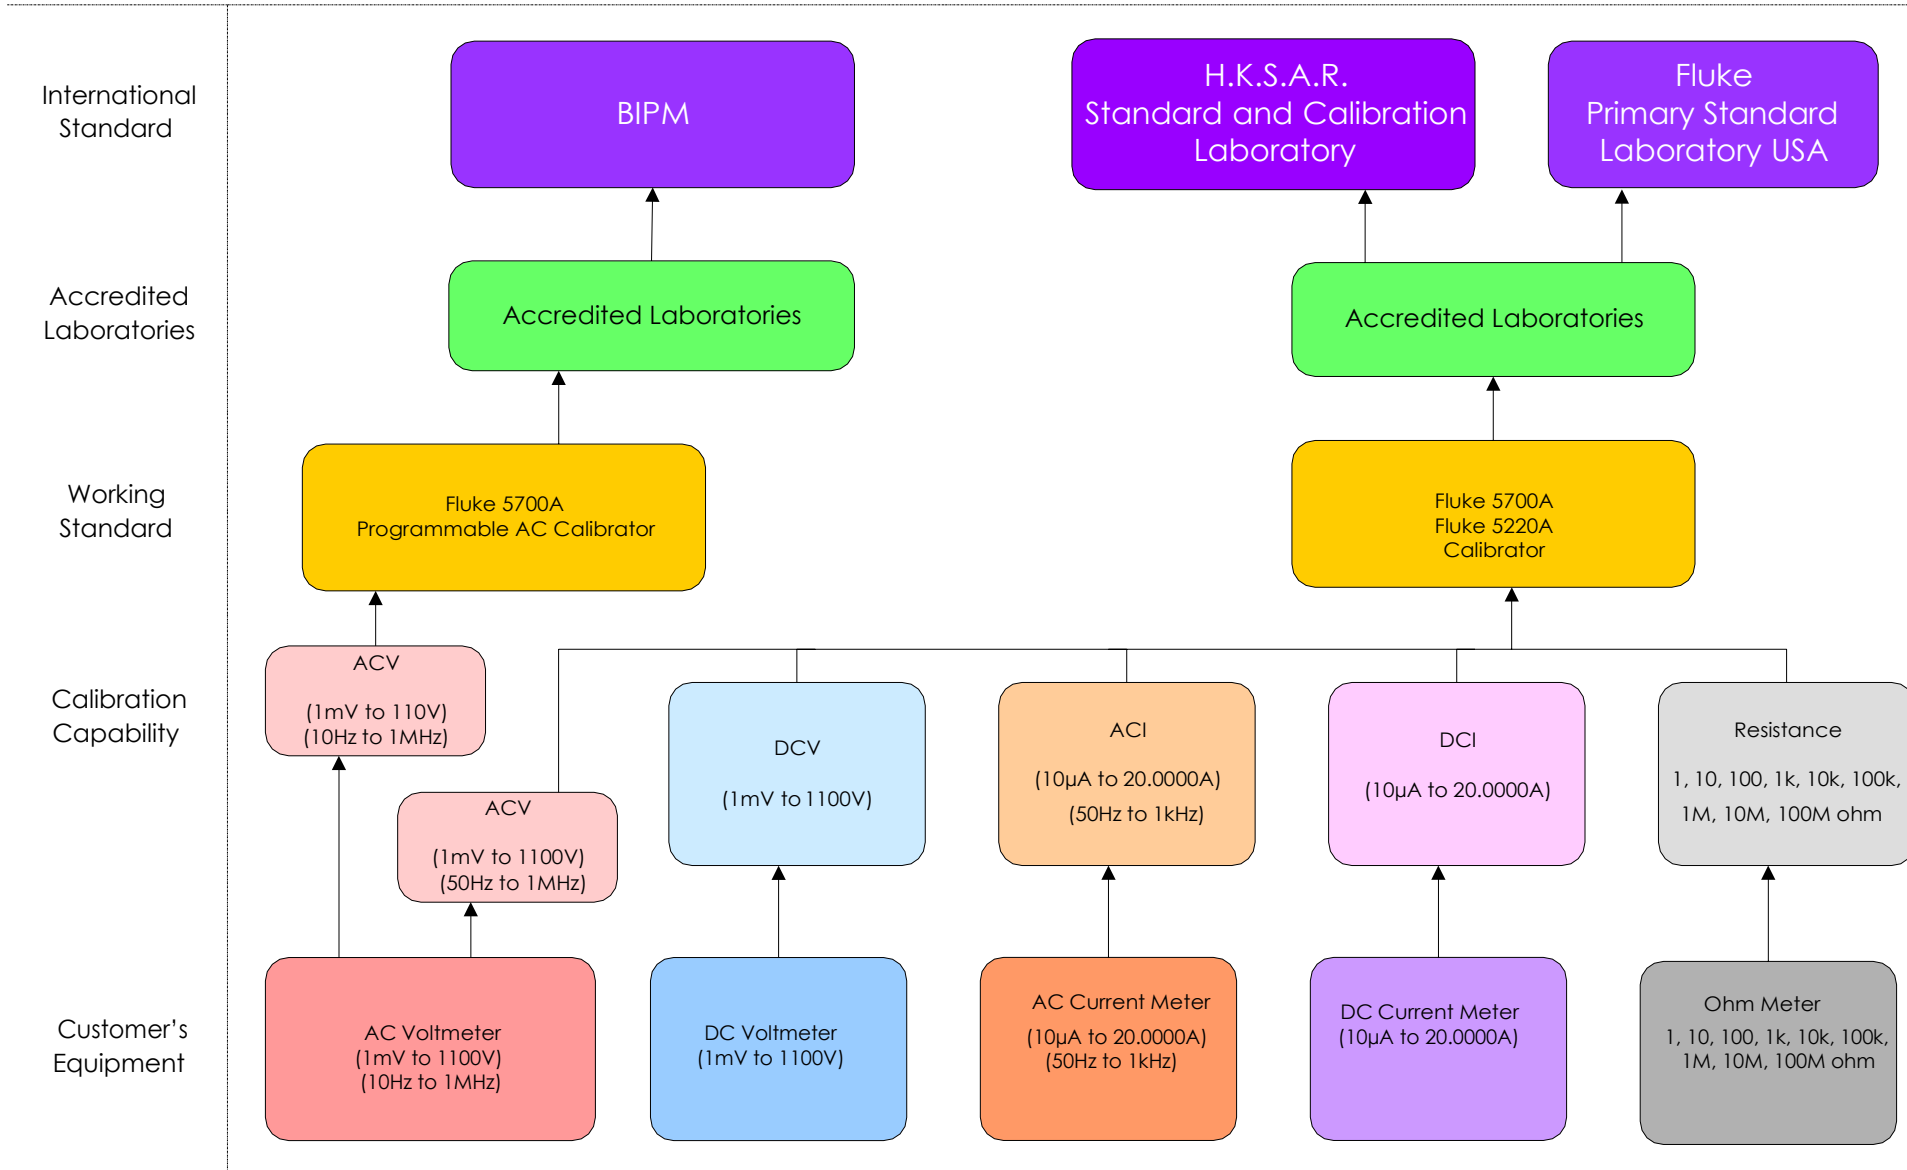 International
Standard
BIPM
H.K.S.A.R.
Standard and Calibration
Laboratory
Fluke
Primary Standard
Laboratory USA
Accredited
Laboratories
Accredited Laboratories
Accredited Laboratories
Working
Standard
Fluke 5700A
Programmable AC Calibrator
Fluke 5700A
Fluke 5220A
Calibrator
Calibration
Capability
ACV
(1mV to 110V)
(10Hz to 1MHz)
ACV
(1mV to 1100V)
(50Hz to 1MHz)
DCV
(1mV to 1100V)
ACI
(10µA to 20.0000A)
(50Hz to 1kHz)
DCI
(10µA to 20.0000A)
Resistance
1, 10, 100, 1k, 10k, 100k,
1M, 10M, 100M ohm
Customer’s
Equipment
AC Voltmeter
(1mV to 1100V)
(10Hz to 1MHz)
DC Voltmeter
(1mV to 1100V)
AC Current Meter
(10µA to 20.0000A)
(50Hz to 1kHz)
DC Current Meter
(10µA to 20.0000A)
Ohm Meter
1, 10, 100, 1k, 10k, 100k,
1M, 10M, 100M ohm